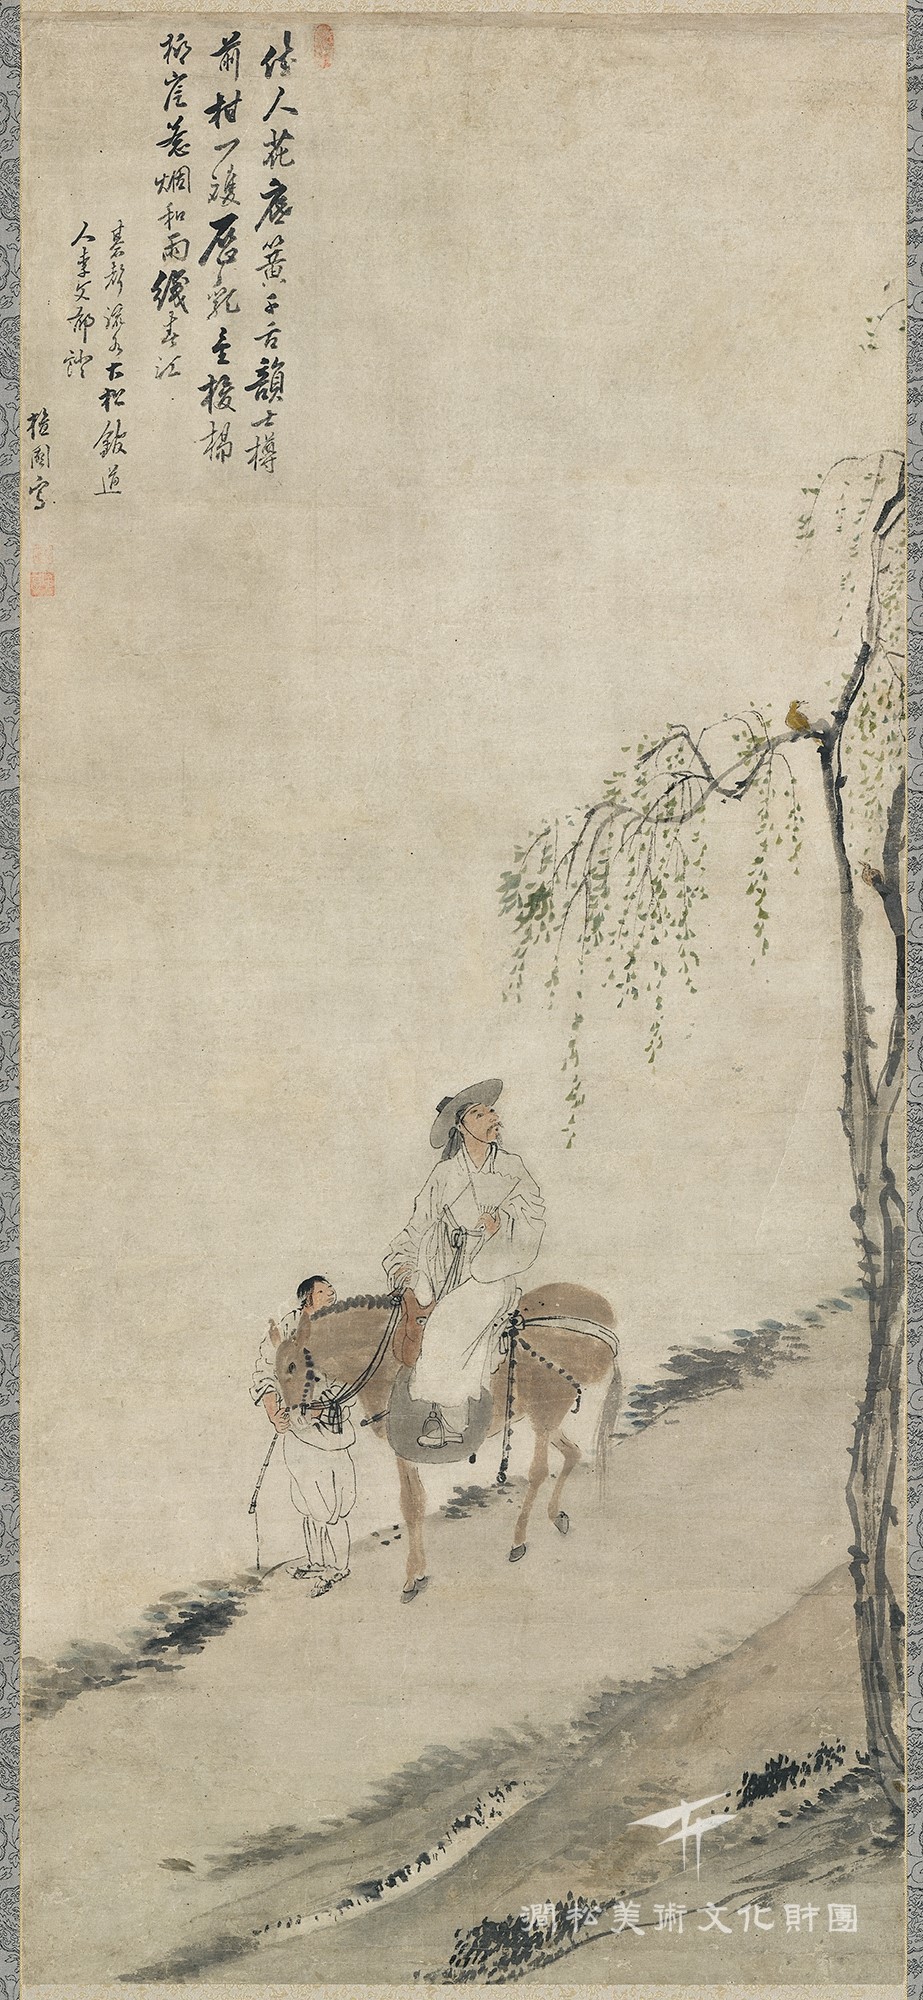 佳人花底簧千舌韻士樽
前柑一雙歷亂金梭楊
柳崖惹烟和雨織春江
碁聲流水古松館道
人李文郁證
檀園寫
澗松美術文化財團